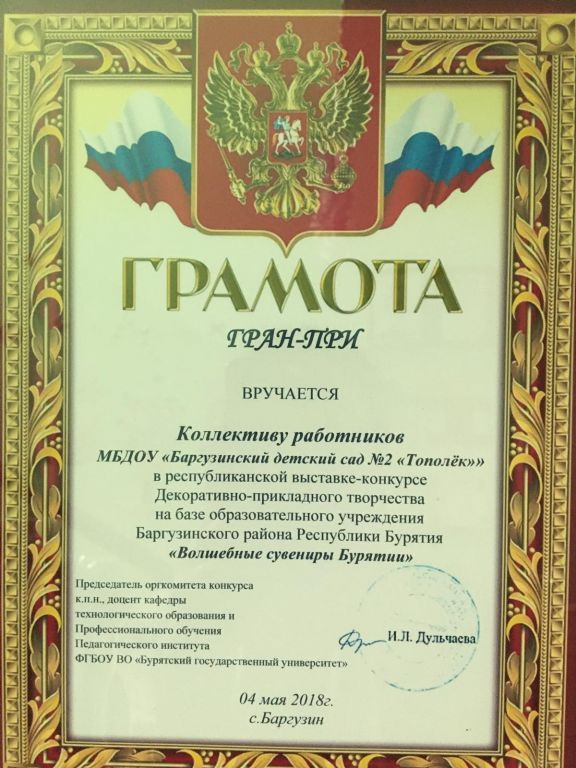 ГРАМОТА
ГРАН-ПРИ
ВРУЧАЕТСЯ
Коллективу работников
МБДОУ «Баргузинский детский сад №2 «Тополёк»»
в республиканской выставке-конкурсе
Декоративно-прикладного творчества
на базе образовательного учреждения
Баргузинского района Республики Бурятия
«Волшебные сувениры Бурятии»
Председатель оргкомитета конкурса
к.п.н., доцент кафедры
технологического образования и
Профессионального обучения
Педагогического института
ФГБОУ ВО «Бурятский государственный университет»
И.Л. Дульчаева
04 мая 2018г.
с.Баргузин